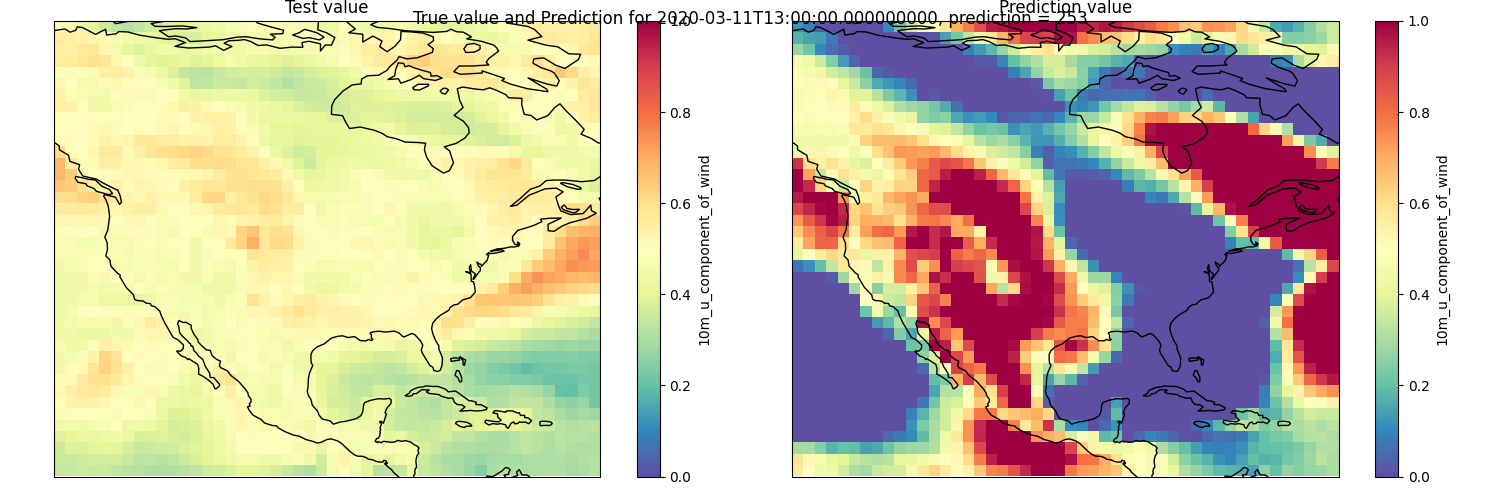 Test value
True value and Prediction for 2020-03-11T13:00:00.000000000, prediction = 253
Prediction value
1.0
0.8
0.6
0.4
0.2
0.0
10m_u_component_of_wind
1.0
0.8
0.6
0.4
0.2
0.0
10m_u_component_of_wind